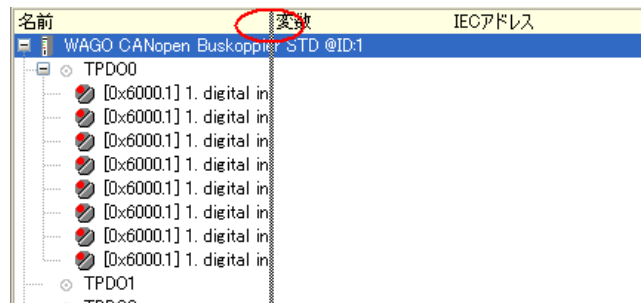 名前 変数 IECアドレス
WAGO CANopen Buskoppler STD @ID:1
TPDO0
[0x6000.1] 1. digital in
[0x6000.1] 1. digital in
[0x6000.1] 1. digital in
[0x6000.1] 1. digital in
[0x6000.1] 1. digital in
[0x6000.1] 1. digital in
[0x6000.1] 1. digital in
[0x6000.1] 1. digital in
TPDO1